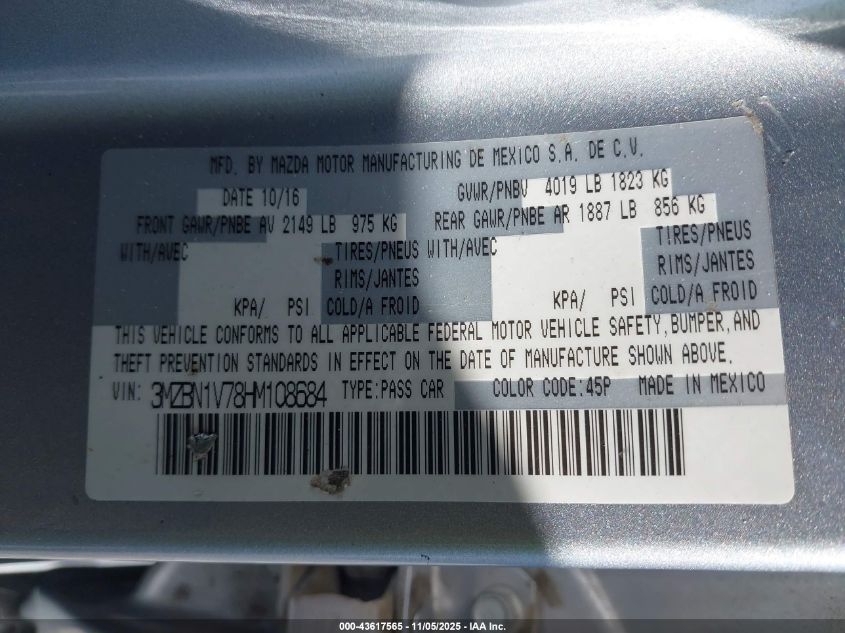 MFD. BY MAZDA MOTOR MANUFACTURING DE MEXICO S.A. DE C.V.
DATE 10/16 GVWR/PNBV 4019 LB 1823 KG
FRONT GAWR/PNBE AV 2149 LB 975 KG REAR GAWR/PNBE AR 1887 LB 856 KG
WITH/AVEC TIRES/PNEUS WITH/AVEC TIRES/PNEUS
RIMS/JANTES RIMS/JANTES
KPA/ PSI COLD/A FROID KPA/ PSI COLD/A FROID
THIS VEHICLE CONFORMS TO ALL APPLICABLE FEDERAL MOTOR VEHICLE SAFETY, BUMPER, AND
THEFT PREVENTION STANDARDS IN EFFECT ON THE DATE OF MANUFACTURE SHOWN ABOVE.
VIN: 3MZBN1V78HM108684 TYPE:PASS CAR COLOR CODE:45P MADE IN MEXICO
000-43617565 - 11/05/2025 - IAA Inc.